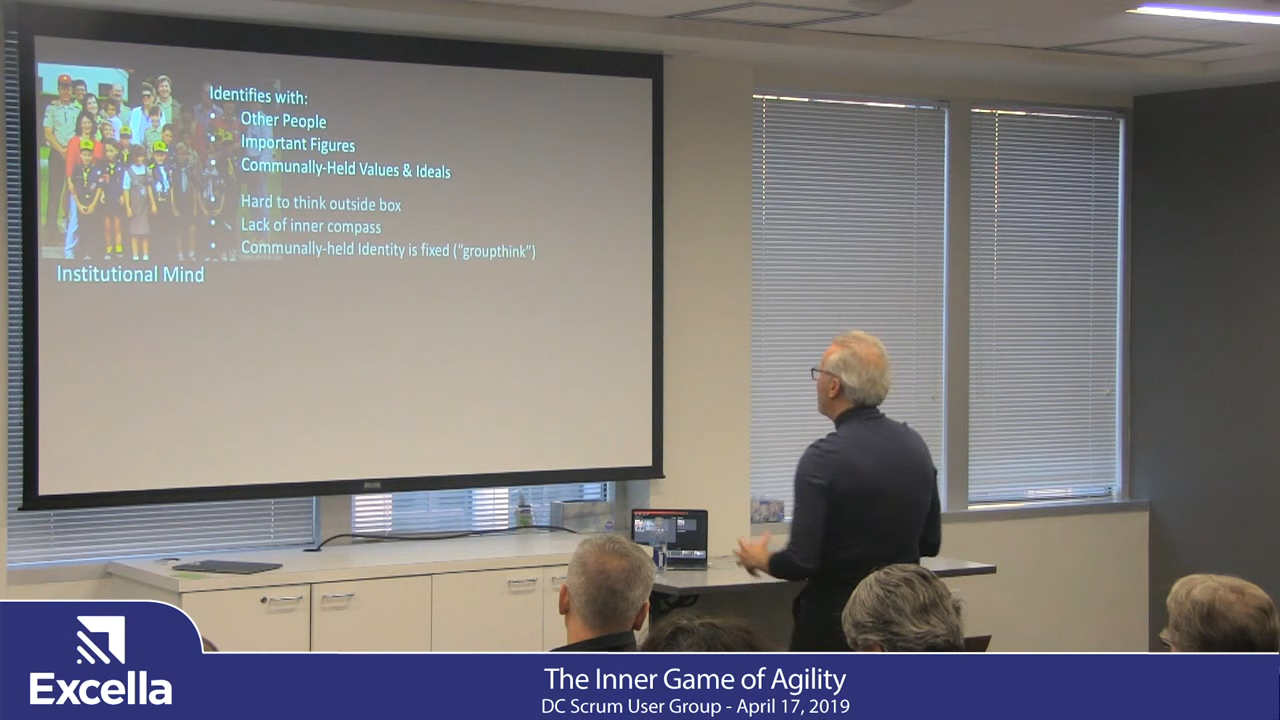 Identifies with:
• Other People
• Important Figures
• Communally-Held Values & Ideals
• Hard to think outside box
• Lack of inner compass
• Communally-held Identity is fixed ("groupthink")
Institutional Mind
Excella
The Inner Game of Agility
DC Scrum User Group - April 17, 2019